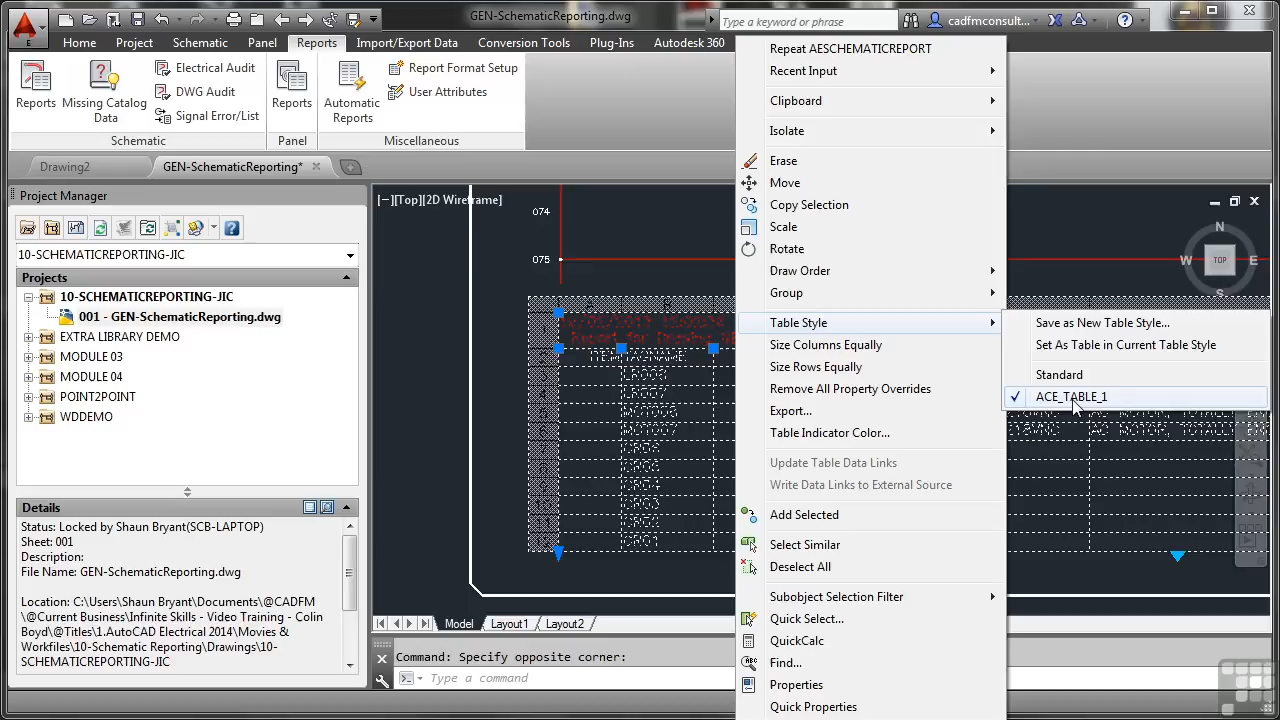 GEN-SchematicReporting.dwg
Type a keyword or phrase
cadfmconsult...
Home
Project
Schematic
Panel
Reports
Import/Export Data
Conversion Tools
Plug-Ins
Autodesk 360
Reports
Missing Catalog
Data
Electrical Audit
DWG Audit
Signal Error/List
Schematic
Reports
Panel
Automatic
Reports
Report Format Setup
User Attributes
Miscellaneous
Drawing2
GEN-SchematicReporting*
Project Manager
10-SCHEMATICREPORTING-JIC
Projects
10-SCHEMATICREPORTING-JIC
001 - GEN-SchematicReporting.dwg
EXTRA LIBRARY DEMO
MODULE 03
MODULE 04
POINT2POINT
WDDEMO
Details
Status: Locked by Shaun Bryant(SCB-LAPTOP)
Sheet: 001
Description:
File Name: GEN-SchematicReporting.dwg
Location: C:\Users\Shaun Bryant\Documents\@CADFM
\@Current Business\Infinite Skills - Video Training - Colin
Boyd\@Titles\1.AutoCAD Electrical 2014\Movies &
Workfiles\10-Schematic Reporting\Drawings\10-
SCHEMATICREPORTING-JIC
[−][Top][2D Wireframe]
074
075
N
W
TOP
E
S
Model
Layout1
Layout2
Command: Specify opposite corner:
Type a command
Repeat AESCHEMATICREPORT
Recent Input
Clipboard
Isolate
Erase
Move
Copy Selection
Scale
Rotate
Draw Order
Group
Table Style
Size Columns Equally
Size Rows Equally
Remove All Property Overrides
Export...
Table Indicator Color...
Update Table Data Links
Write Data Links to External Source
Add Selected
Select Similar
Deselect All
Subobject Selection Filter
Quick Select...
QuickCalc
Find...
Properties
Quick Properties
Save as New Table Style...
Set As Table in Current Table Style
Standard
ACE_TABLE_1